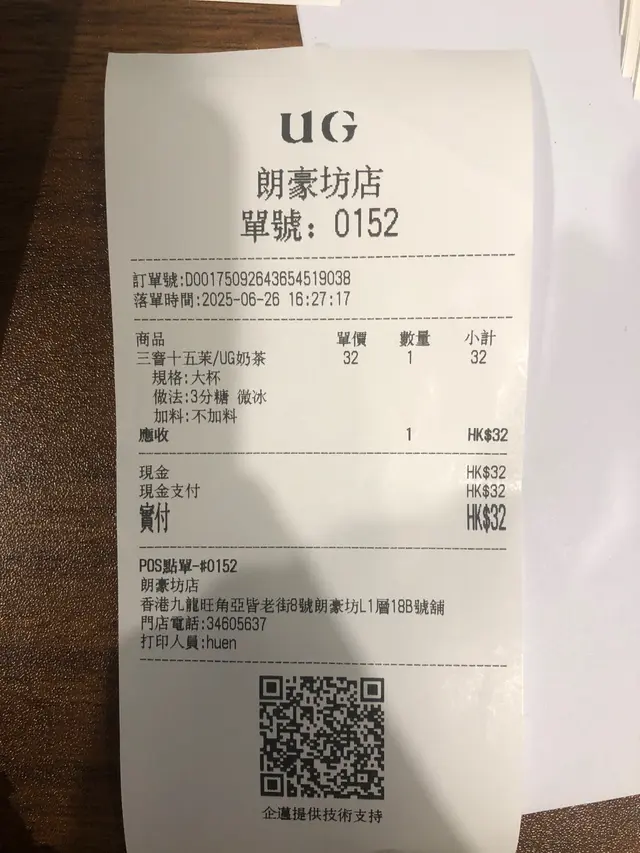 UG
朗豪坊店
單號：0152
訂單號:D00175092643654519038
落單時間:2025-06-26 16:27:17
商品 單價 數量 小計
三窨十五茉/UG奶茶 32 1 32
規格:大杯
做法:3分糖 微冰
加料:不加料
應收 1 HK$32
現金 HK$32
現金支付 HK$32
實付 HK$32
POS點單-#0152
朗豪坊店
香港九龍旺角亞皆老街8號朗豪坊L1層18B號舖
門店電話:34605637
打印人員:huen
企邁提供技術支持